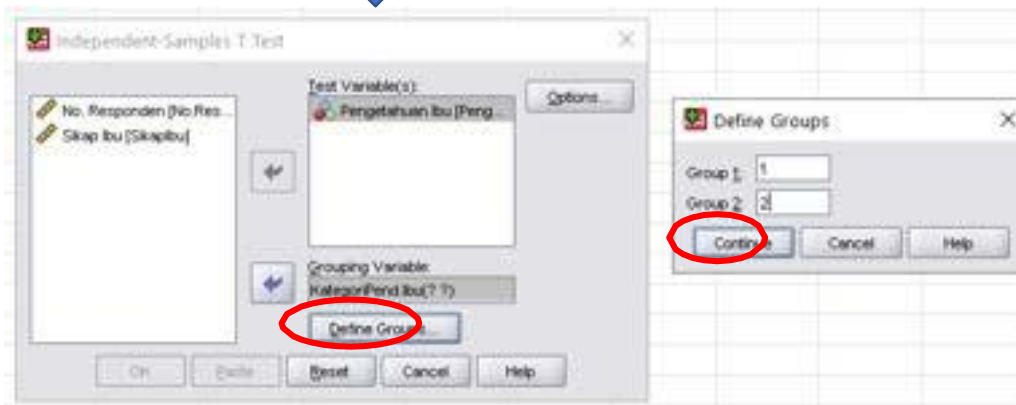 Independent-Samples T Test
Test Variable(s):
Options...
No. Responden [No.Res...
Sikap Ibu [SikapIbu]
Pengetahuan Ibu [Peng...
Grouping Variable:
KategoriPend.Ibu(? ?)
Define Groups...
OK
Paste
Reset
Cancel
Help
Define Groups
Group 1:
1
Group 2:
2
Continue
Cancel
Help